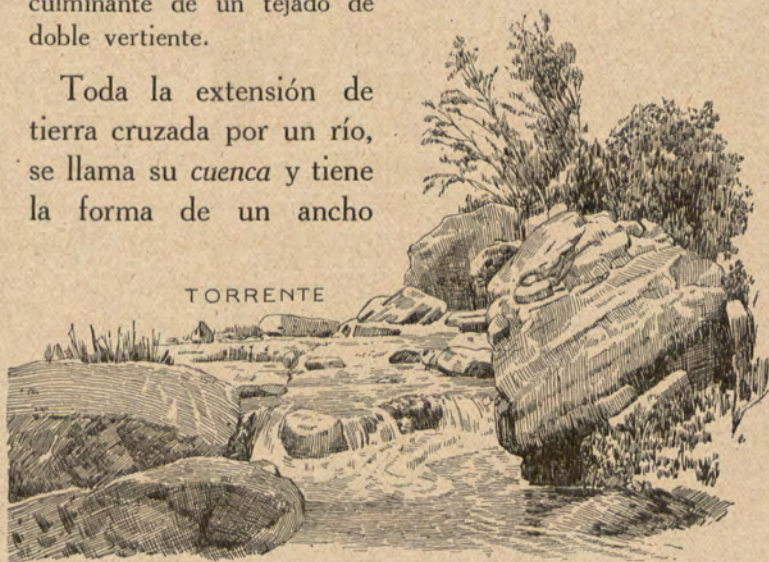 culminante de un tejado de
doble vertiente.
Toda la extensión de
tierra cruzada por un río,
se llama su cuenca y tiene
la forma de un ancho
TORRENTE